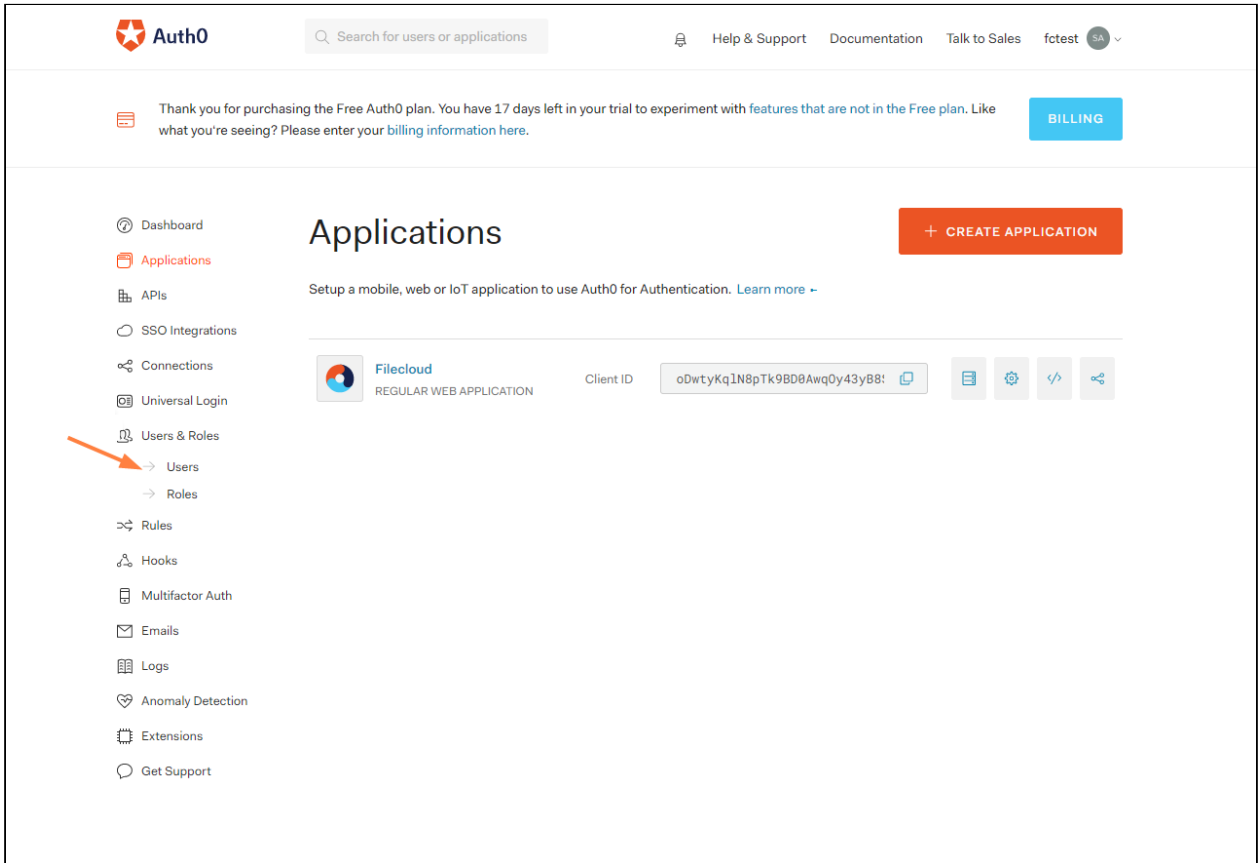 Auth0
Search for users or applications
Help & Support
Documentation
Talk to Sales
fctest
SA
Thank you for purchasing the Free Auth0 plan. You have 17 days left in your trial to experiment with features that are not in the Free plan. Like
what you're seeing? Please enter your billing information here.
BILLING
Dashboard
Applications
APIs
SSO Integrations
Connections
Universal Login
Users & Roles
Users
Roles
Rules
Hooks
Multifactor Auth
Emails
Logs
Anomaly Detection
Extensions
Get Support
Applications
+ CREATE APPLICATION
Setup a mobile, web or IoT application to use Auth0 for Authentication. Learn more
Filecloud
REGULAR WEB APPLICATION
Client ID